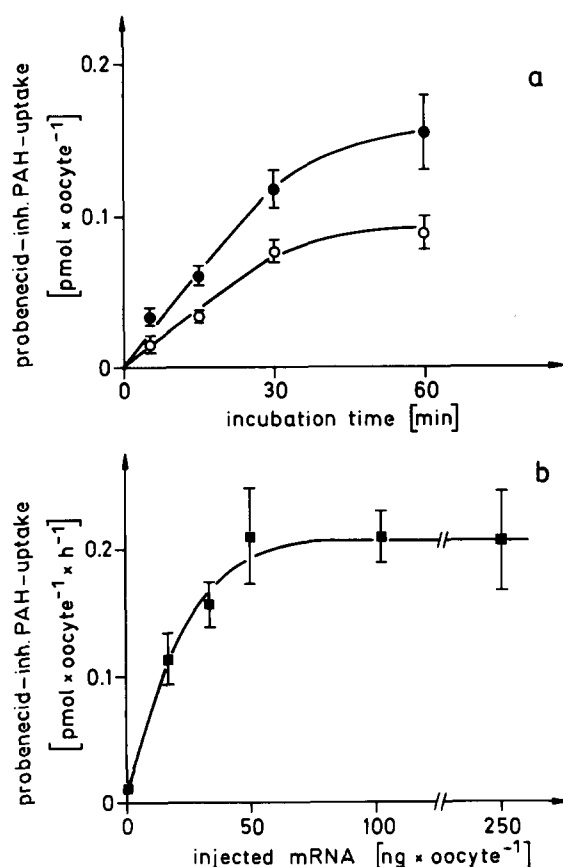 a
probenecid-inh. PAH-uptake
[pmol × oocyte⁻¹]
0.2
0.1
0
0 30 60
incubation time [min]
b
probenecid-inh. PAH-uptake
[pmol × oocyte⁻¹ × h⁻¹]
0.2
0.1
0
0 50 100 250
injected mRNA [ng × oocyte⁻¹]